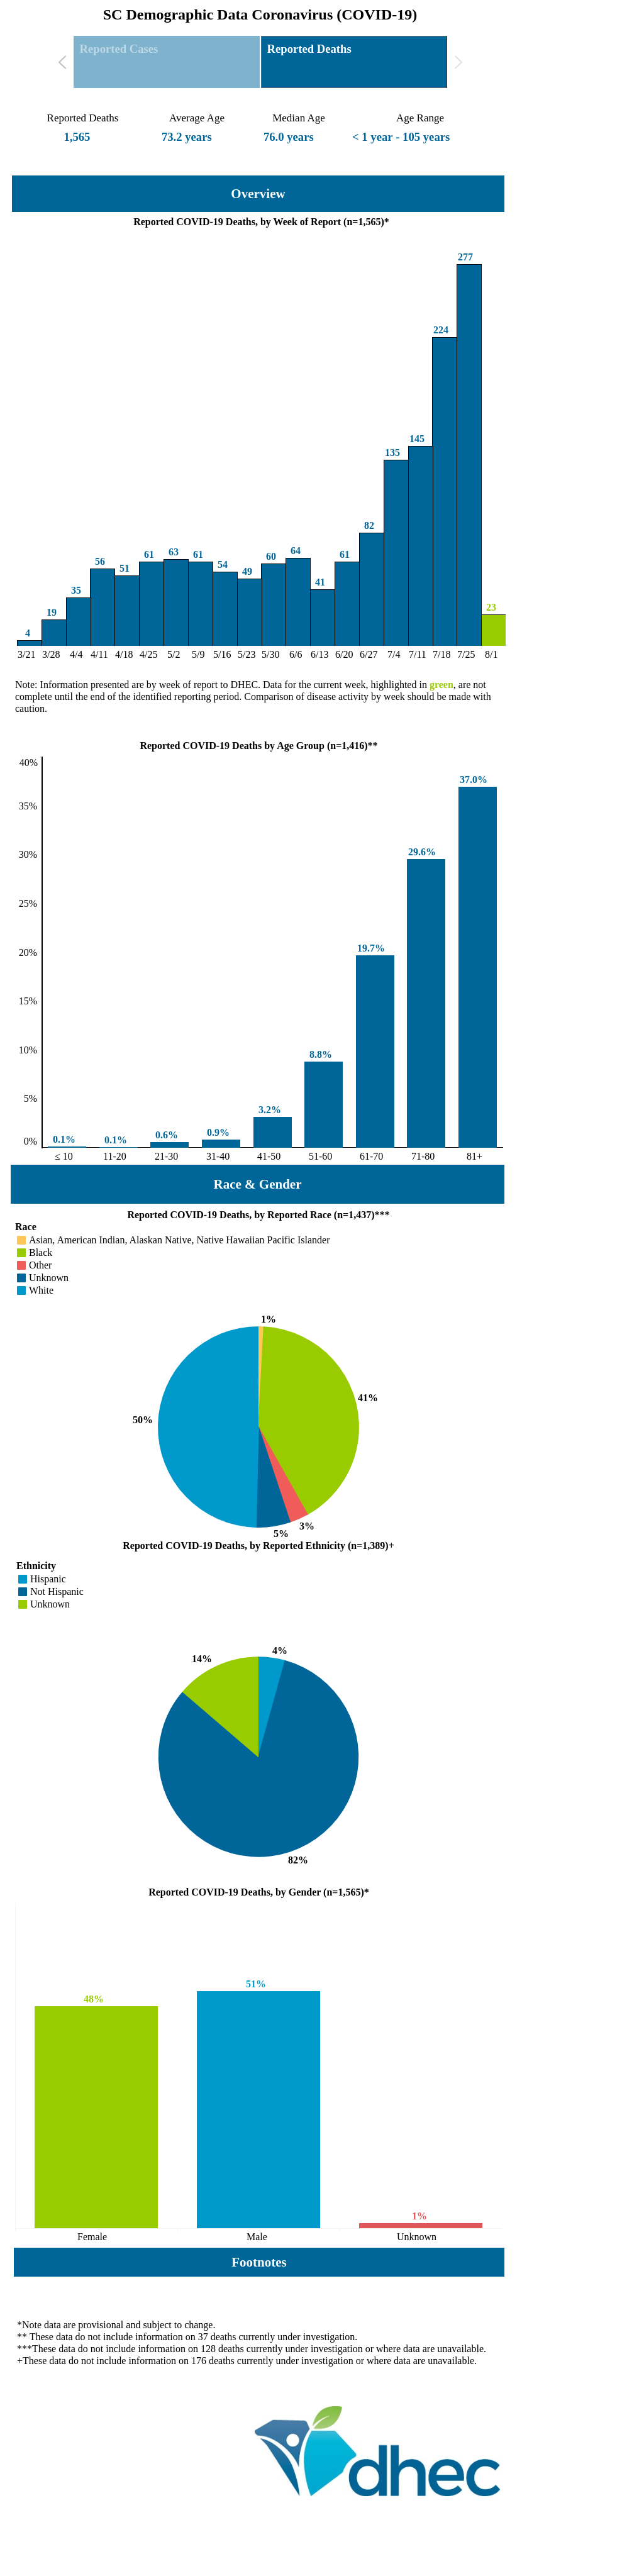 SC Demographic Data Coronavirus (COVID-19)
Reported Cases
Reported Deaths
Reported Deaths Average Age Median Age Age Range
1,565 73.2 years 76.0 years < 1 year - 105 years
Overview
Reported COVID-19 Deaths, by Week of Report (n=1,565)*
277
224
145
135
82
64
63
61
61
61
60
56
54
51
49
41
35
23
19
4
3/21 3/28 4/4 4/11 4/18 4/25 5/2 5/9 5/16 5/23 5/30 6/6 6/13 6/20 6/27 7/4 7/11 7/18 7/25 8/1
Note: Information presented are by week of report to DHEC. Data for the current week, highlighted in green, are not
complete until the end of the identified reporting period. Comparison of disease activity by week should be made with
caution.
Reported COVID-19 Deaths by Age Group (n=1,416)**
40%
35%
30%
25%
20%
15%
10%
5%
0%
0.1% 0.1% 0.6% 0.9% 3.2% 8.8% 19.7% 29.6% 37.0%
≤ 10 11-20 21-30 31-40 41-50 51-60 61-70 71-80 81+
Race & Gender
Reported COVID-19 Deaths, by Reported Race (n=1,437)***
Race
Asian, American Indian, Alaskan Native, Native Hawaiian Pacific Islander
Black
Other
Unknown
White
1%
41%
50%
3%
5%
Reported COVID-19 Deaths, by Reported Ethnicity (n=1,389)+
Ethnicity
Hispanic
Not Hispanic
Unknown
4%
14%
82%
Reported COVID-19 Deaths, by Gender (n=1,565)*
51%
48%
1%
Female Male Unknown
Footnotes
*Note data are provisional and subject to change.
** These data do not include information on 37 deaths currently under investigation.
***These data do not include information on 128 deaths currently under investigation or where data are unavailable.
+These data do not include information on 176 deaths currently under investigation or where data are unavailable.
dhec